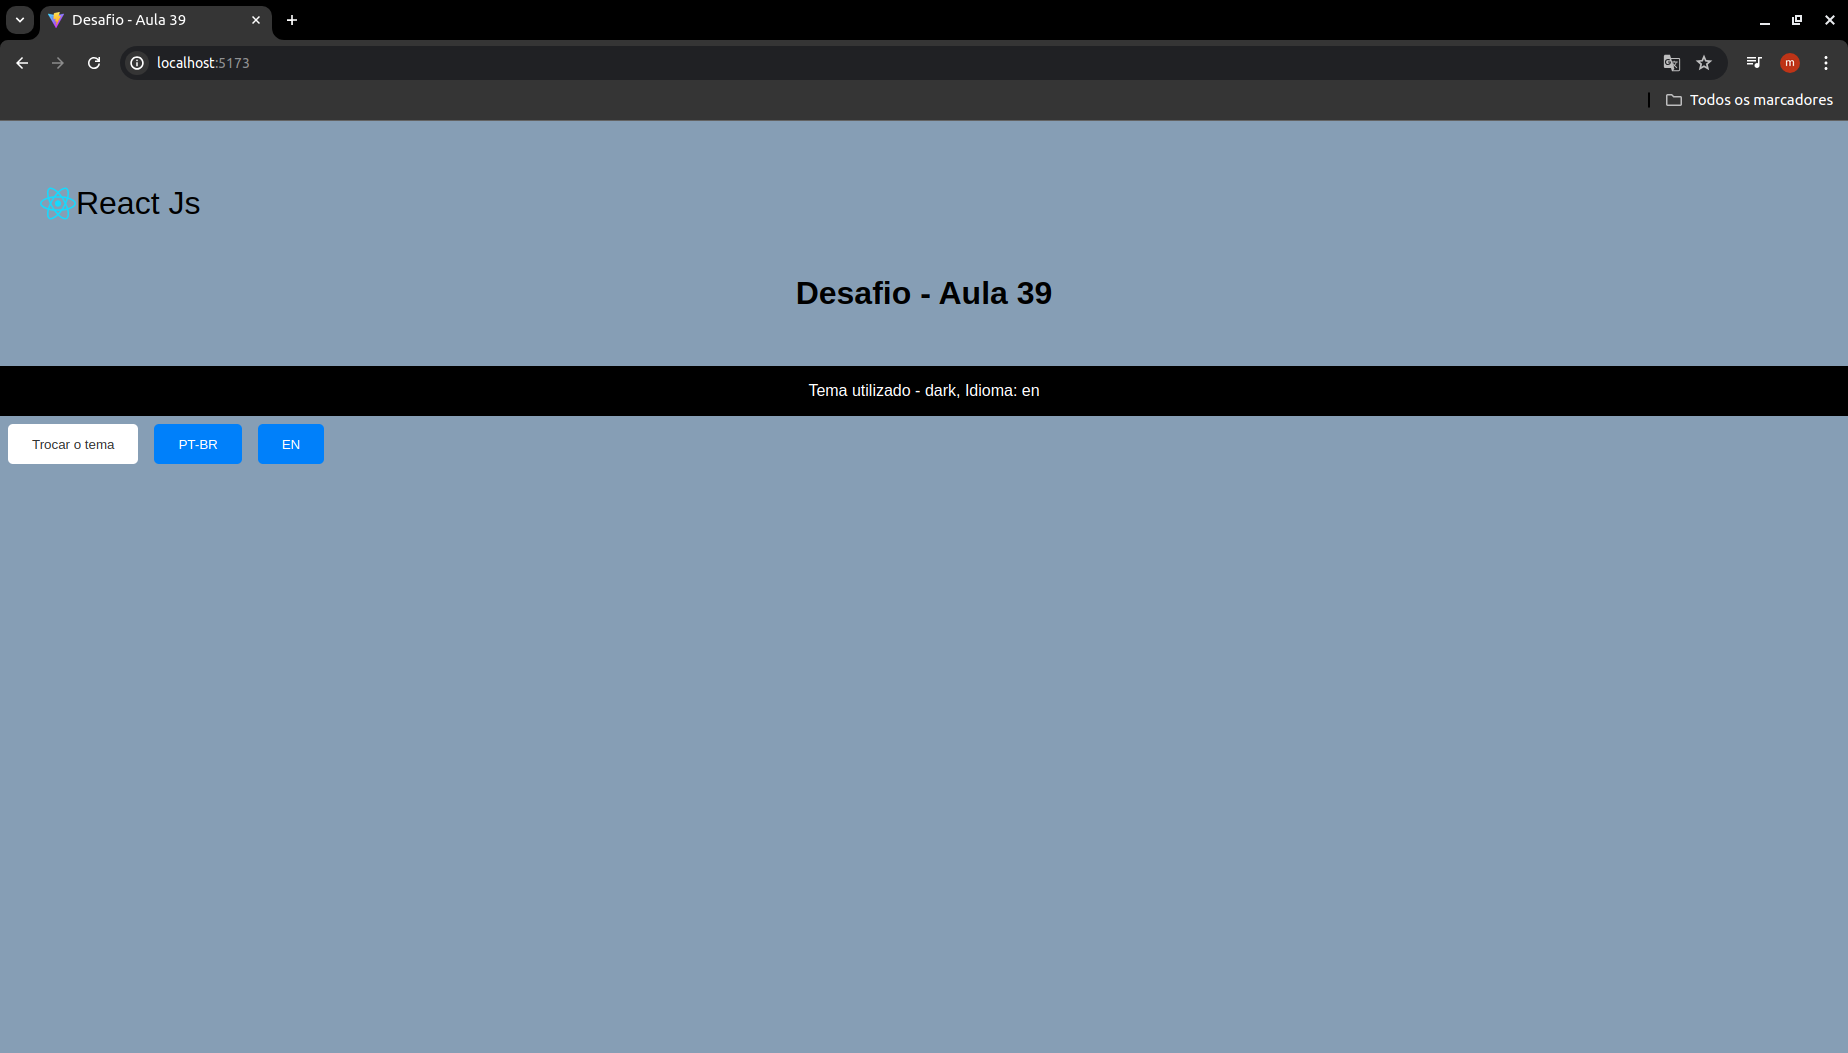 Desafio - Aula 39
localhost:5173
m
Todos os marcadores
React Js
Desafio - Aula 39
Tema utilizado - dark, Idioma: en
Trocar o tema
PT-BR
EN